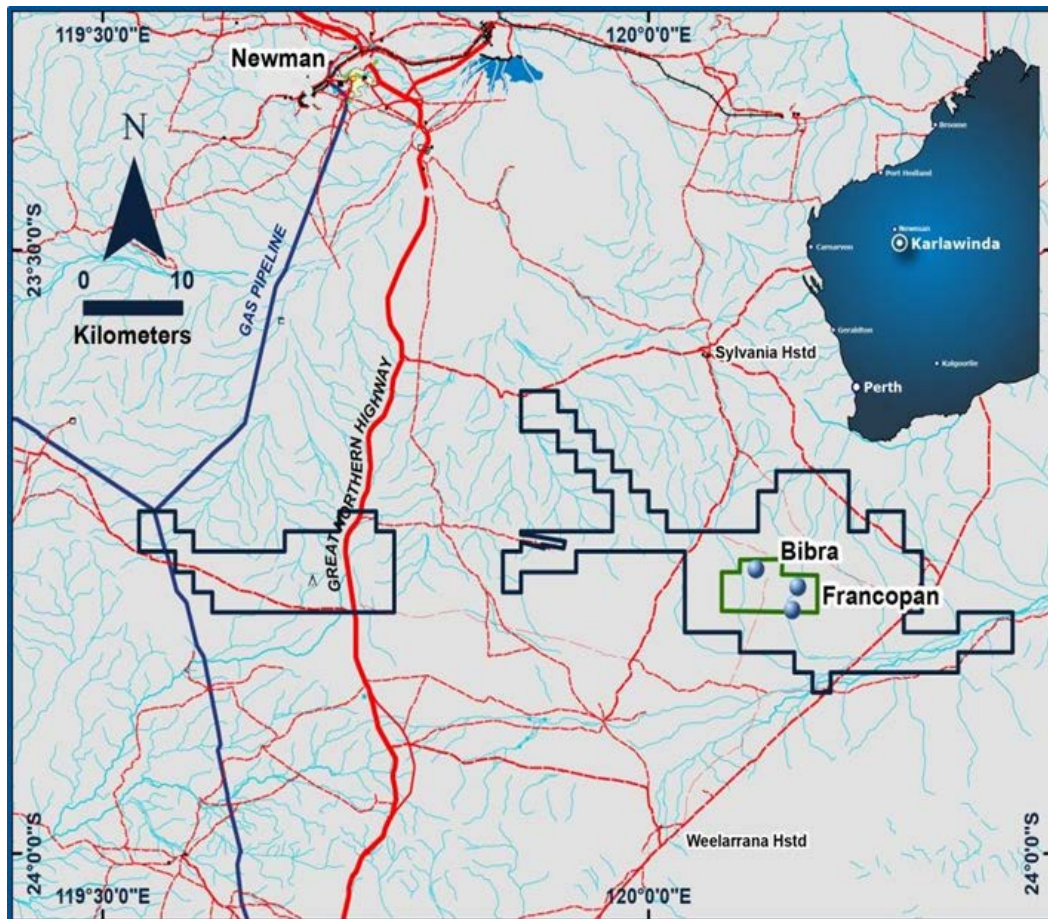 119°30'0"E
120°0'0"E
Newman
N
23°30'0"S
0 10
Kilometers
GAS PIPELINE
GREAT NORTHERN HIGHWAY
Sylvania Hstd
Broome
Port Hedland
Newman
Karlawinda
Carnarvon
Geraldton
Kalgoorlie
Perth
Bibra
Francopan
Weelarrana Hstd
24°0'0"S
24°0'0"S
119°30'0"E
120°0'0"E